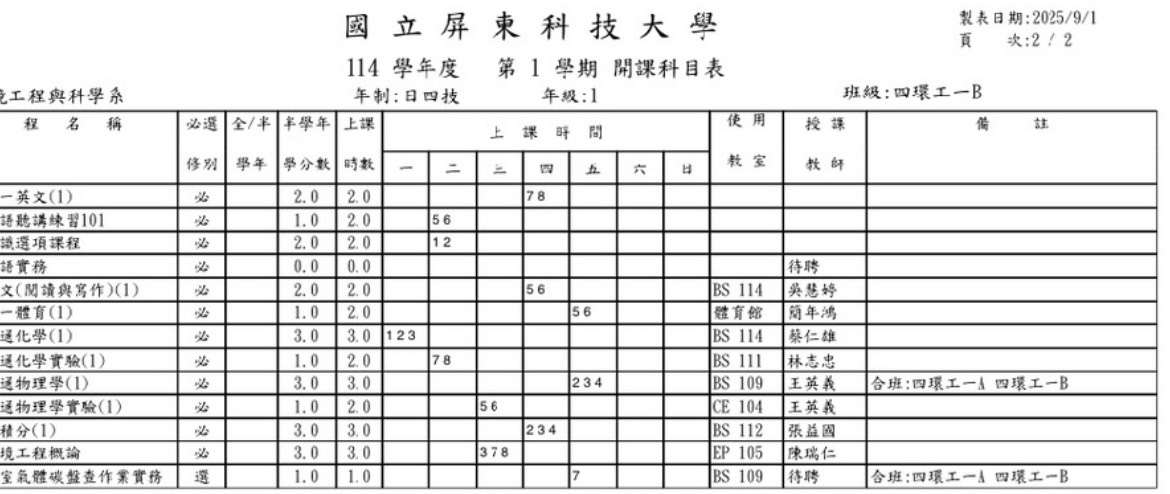 國立屏東科技大學
製表日期:2025/9/1
頁 次:2 / 2
114 學年度 第 1 學期 開課科目表
工程與科學系 年制:日四技 年級:1 班級:四環工一B
程 名 稱 必選修別 全/半學年 半學年學分數 上課時數 上 課 時 間 使用教室 授課教師 備 註
一 二 三 四 五 六 日
一英文(1) 必 2.0 2.0 78
語聽講練習101 必 1.0 2.0 56
識選項課程 必 2.0 2.0 12
語實務 必 0.0 0.0 待聘
文(閱讀與寫作)(1) 必 2.0 2.0 56 BS 114 吳慧婷
一體育(1) 必 1.0 2.0 56 體育館 簡年鴻
通化學(1) 必 3.0 3.0 123 BS 114 蔡仁雄
通化學實驗(1) 必 1.0 2.0 78 BS 111 林志忠
通物理學(1) 必 3.0 3.0 234 BS 109 王英義 合班:四環工一A 四環工一B
通物理學實驗(1) 必 1.0 2.0 56 CE 104 王英義
積分(1) 必 3.0 3.0 234 BS 112 張益國
境工程概論 必 3.0 3.0 378 EP 105 陳瑞仁
室氣體碳盤查作業實務 選 1.0 1.0 7 BS 109 待聘 合班:四環工一A 四環工一B